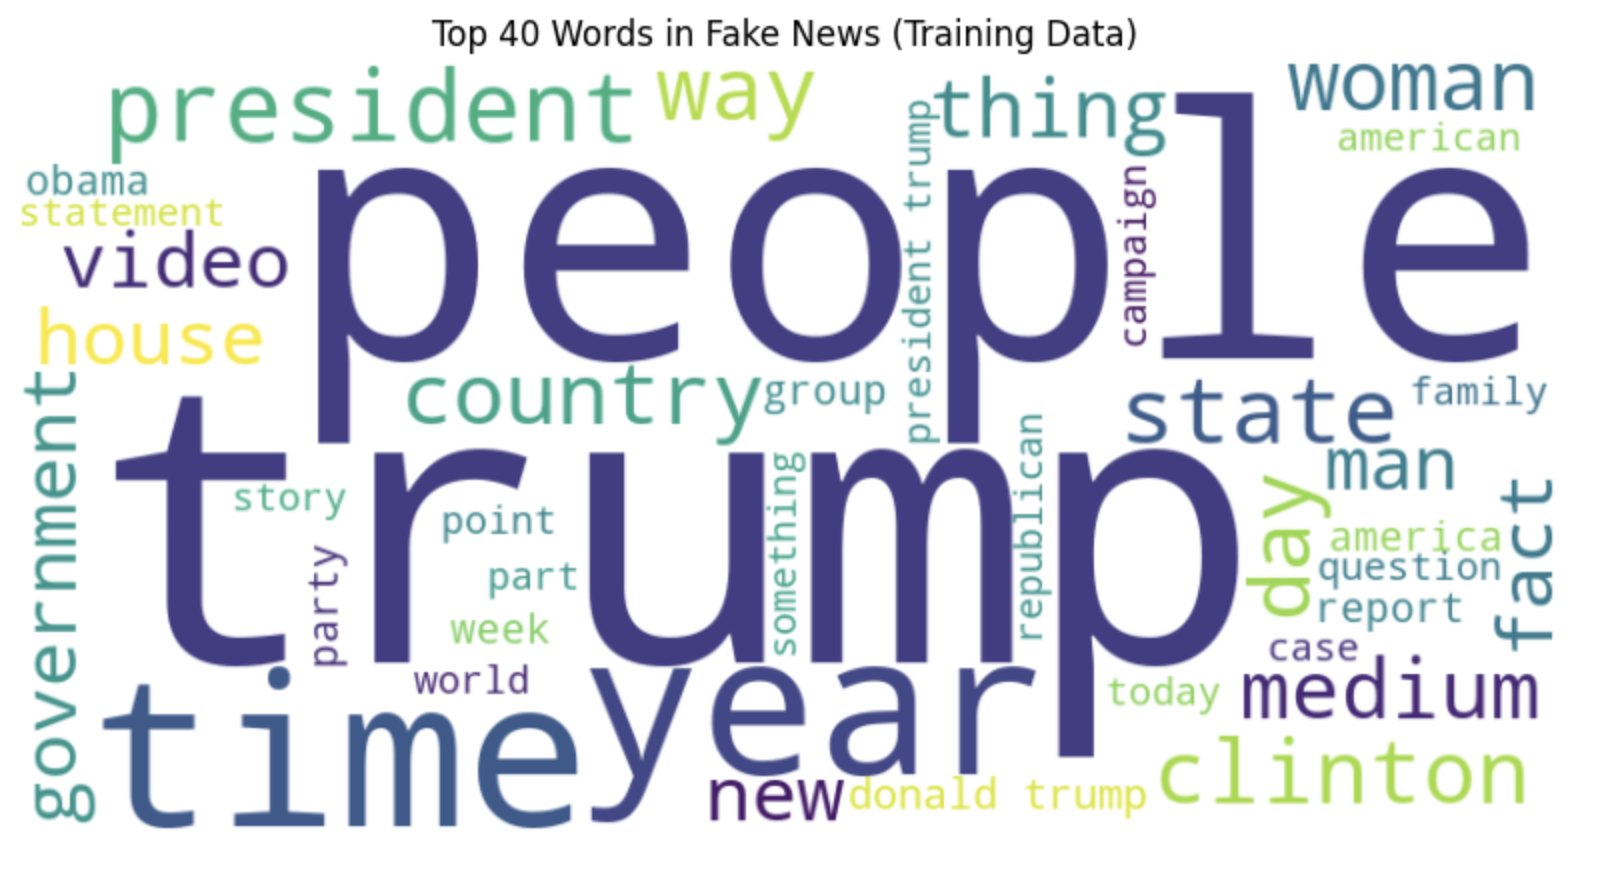 Top 40 Words in Fake News (Training Data)
president
way
thing
woman
american
obama
statement
video
people
president trump
campaign
house
country
group
state
family
government
trump
story
point
something
republican
man
day
fact
party
part
america
question
week
report
world
case
time
year
today
medium
new
donald trump
clinton